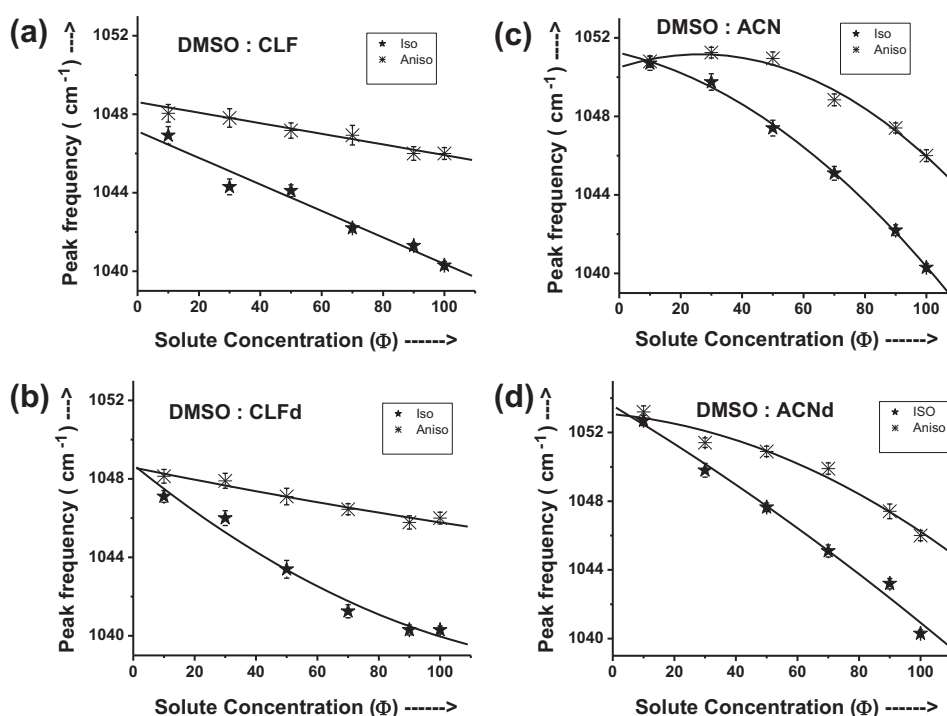 (a)
DMSO : CLF
Iso
Aniso
Peak frequency ( cm⁻¹) --->
1052
1048
1044
1040
0 20 40 60 80 100
Solute Concentration (Φ) ------>
(c)
DMSO : ACN
Iso
Aniso
Peak frequency ( cm⁻¹) --->
1052
1048
1044
1040
0 20 40 60 80 100
Solute Concentration (Φ) ------>
(b)
DMSO : CLFd
Iso
Aniso
Peak frequency ( cm⁻¹) --->
1052
1048
1044
1040
0 20 40 60 80 100
Solute Concentration (Φ) ------>
(d)
DMSO : ACNd
ISO
Aniso
Peak frequency ( cm⁻¹) --->
1052
1048
1044
1040
0 20 40 60 80 100
Solute Concentration (Φ) ------>